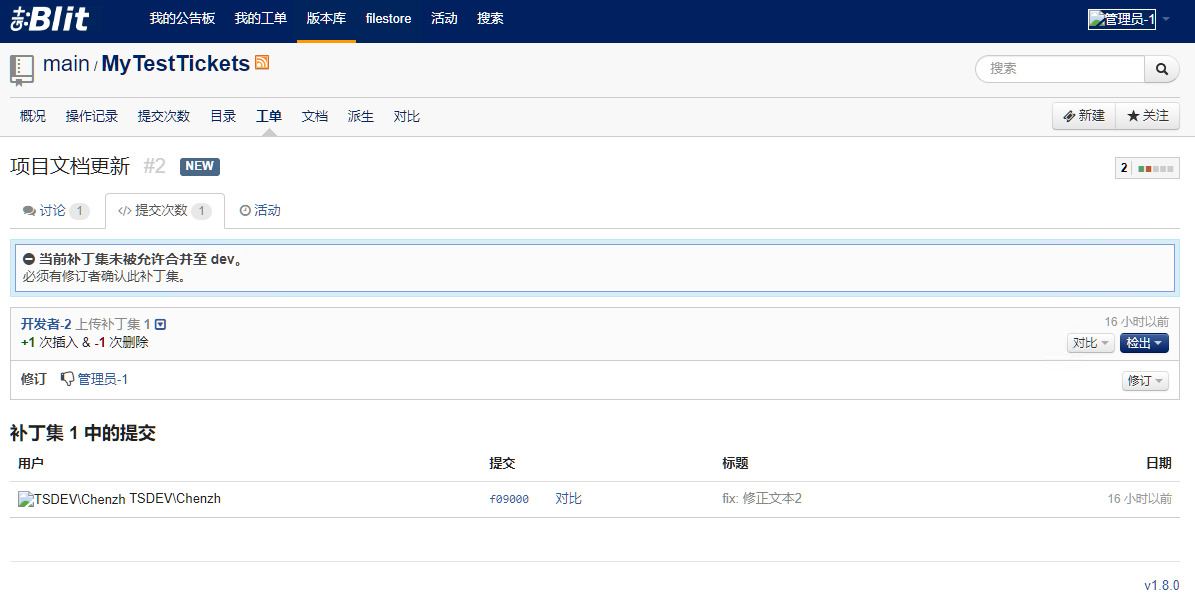 Blit 我的公告板 我的工单 版本库 filestore 活动 搜索 管理员-1
main / MyTestTickets 搜索
概况 操作记录 提交次数 目录 工单 文档 派生 对比 新建 关注
项目文档更新 #2 NEW 2
讨论 1 </> 提交次数 1 活动
当前补丁集未被允许合并至 dev。
必须有修订者确认此补丁集。
开发者-2 上传补丁集 1 16 小时以前
+1 次插入 & -1 次删除 对比 检出
修订 管理员-1 修订
补丁集 1 中的提交
用户 提交 标题 日期
TSDEV\Chenzh TSDEV\Chenzh f09000 对比 fix: 修正文本2 16 小时以前
v1.8.0